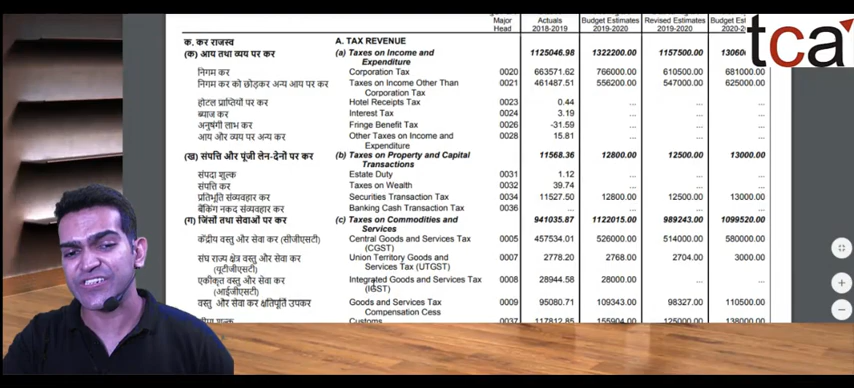 Major Head Actuals 2018-2019 Budget Estimates 2019-2020 Revised Estimates 2019-2020 Budget Est
tca
क. कर राजस्व A. TAX REVENUE
(क) आय तथा व्यय पर कर (a) Taxes on Income and Expenditure 1125046.98 1322200.00 1157500.00
निगम कर Corporation Tax 0020 663571.62 766000.00 610500.00 681000.00
निगम कर को छोड़कर अन्य आय पर कर Taxes on Income Other Than Corporation Tax 0021 461487.51 556200.00 547000.00 625000.00
होटल प्राप्तियों पर कर Hotel Receipts Tax 0023 0.44 ... ... ...
ब्याज कर Interest Tax 0024 3.19 ... ... ...
अनुषंगी लाभ कर Fringe Benefit Tax 0026 -31.59 ... ... ...
आय और व्यय पर अन्य कर Other Taxes on Income and Expenditure 0028 15.81 ... ... ...
(ख) संपत्ति और पूंजी लेन-देनों पर कर (b) Taxes on Property and Capital Transactions 11568.36 12800.00 12500.00 13000.00
संपदा शुल्क Estate Duty 0031 1.12 ... ... ...
संपत्ति कर Taxes on Wealth 0032 39.74 ... ... ...
प्रतिभूति संव्यवहार कर Securities Transaction Tax 0034 11527.50 12800.00 12500.00 13000.00
बैंकिंग नकद संव्यवहार कर Banking Cash Transaction Tax 0036 ... ... ... ...
(ग) जिंसों तथा सेवाओं पर कर (c) Taxes on Commodities and Services 941035.87 1122015.00 989243.00 1099520.00
केंद्रीय वस्तु और सेवा कर (सीजीएसटी) Central Goods and Services Tax (CGST) 0005 457534.01 526000.00 514000.00 580000.00
संघ राज्य क्षेत्र वस्तु और सेवा कर (यूटीजीएसटी) Union Territory Goods and Services Tax (UTGST) 0007 2778.20 2768.00 2704.00 3000.00
एकीकृत वस्तु और सेवा कर (आईजीएसटी) Integrated Goods and Services Tax (IGST) 0008 28944.58 28000.00 ... ...
वस्तु और सेवा कर क्षतिपूर्ति उपकर Goods and Services Tax Compensation Cess 0009 95080.71 109343.00 98327.00 110500.00
शुल्क Customs 0037 117812.85 155904.00 125000.00 138000.00